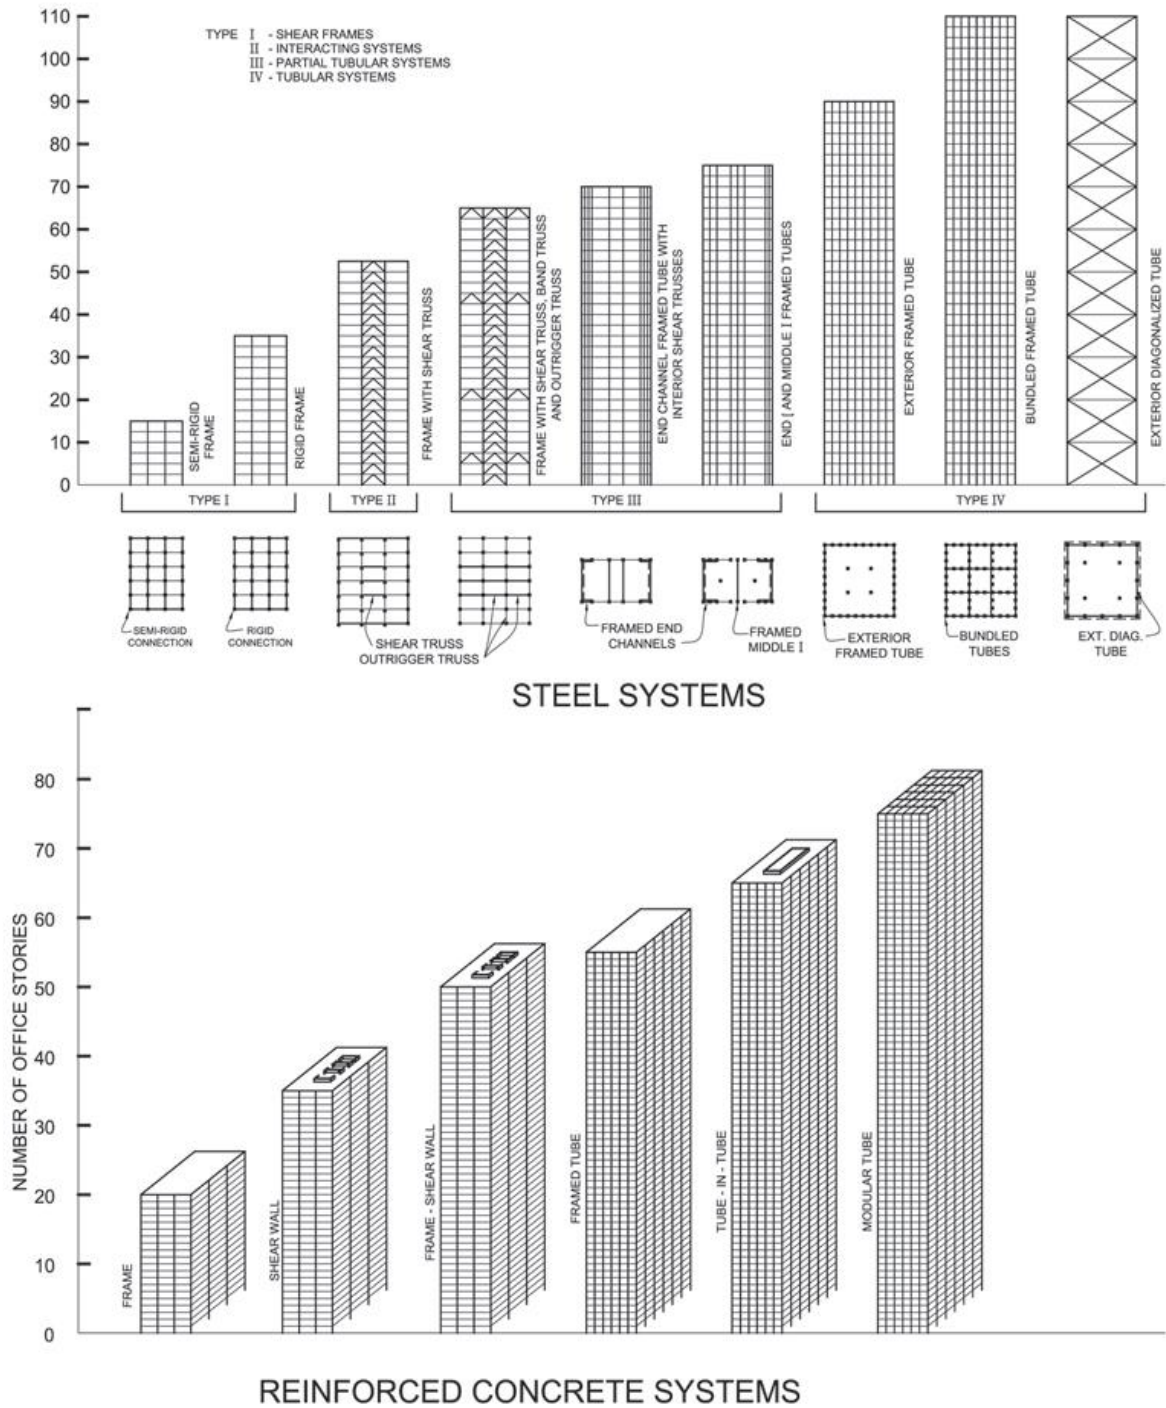 110
100
90
80
70
60
50
40
30
20
10
0
TYPE I - SHEAR FRAMES
II - INTERACTING SYSTEMS
III - PARTIAL TUBULAR SYSTEMS
IV - TUBULAR SYSTEMS
SEMI-RIGID
FRAME
RIGID FRAME
FRAME WITH SHEAR TRUSS
FRAME WITH SHEAR TRUSS, BAND TRUSS
AND OUTRIGGER TRUSS
END CHANNEL FRAMED TUBE WITH
INTERIOR SHEAR TRUSSES
END [ AND MIDDLE I FRAMED TUBES
EXTERIOR FRAMED TUBE
BUNDLED FRAMED TUBE
EXTERIOR DIAGONALIZED TUBE
TYPE I
TYPE II
TYPE III
TYPE IV
SEMI-RIGID
CONNECTION
RIGID
CONNECTION
SHEAR TRUSS
OUTRIGGER TRUSS
FRAMED END
CHANNELS
FRAMED
MIDDLE I
EXTERIOR
FRAMED TUBE
BUNDLED
TUBES
EXT. DIAG.
TUBE
STEEL SYSTEMS
NUMBER OF OFFICE STORIES
80
70
60
50
40
30
20
10
0
FRAME
SHEAR WALL
FRAME - SHEAR WALL
FRAMED TUBE
TUBE - IN - TUBE
MODULAR TUBE
REINFORCED CONCRETE SYSTEMS